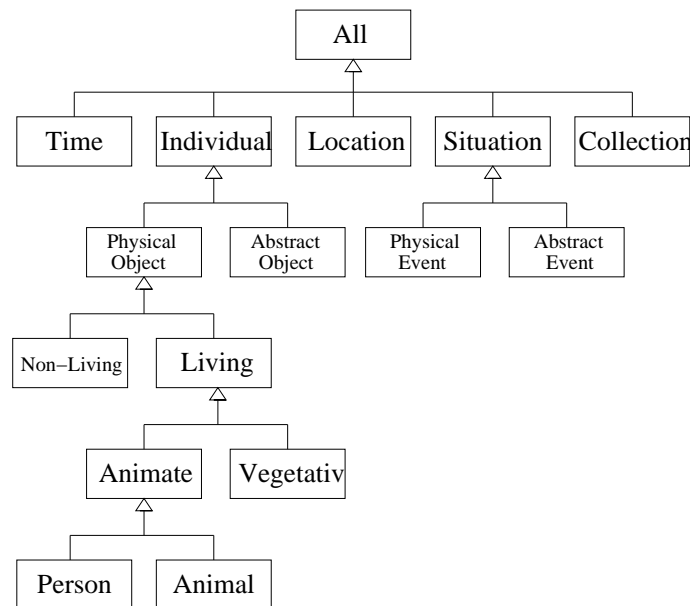 All
Time
Individual
Location
Situation
Collection
Physical
Object
Abstract
Object
Physical
Event
Abstract
Event
Non-Living
Living
Animate
Vegetativ
Person
Animal